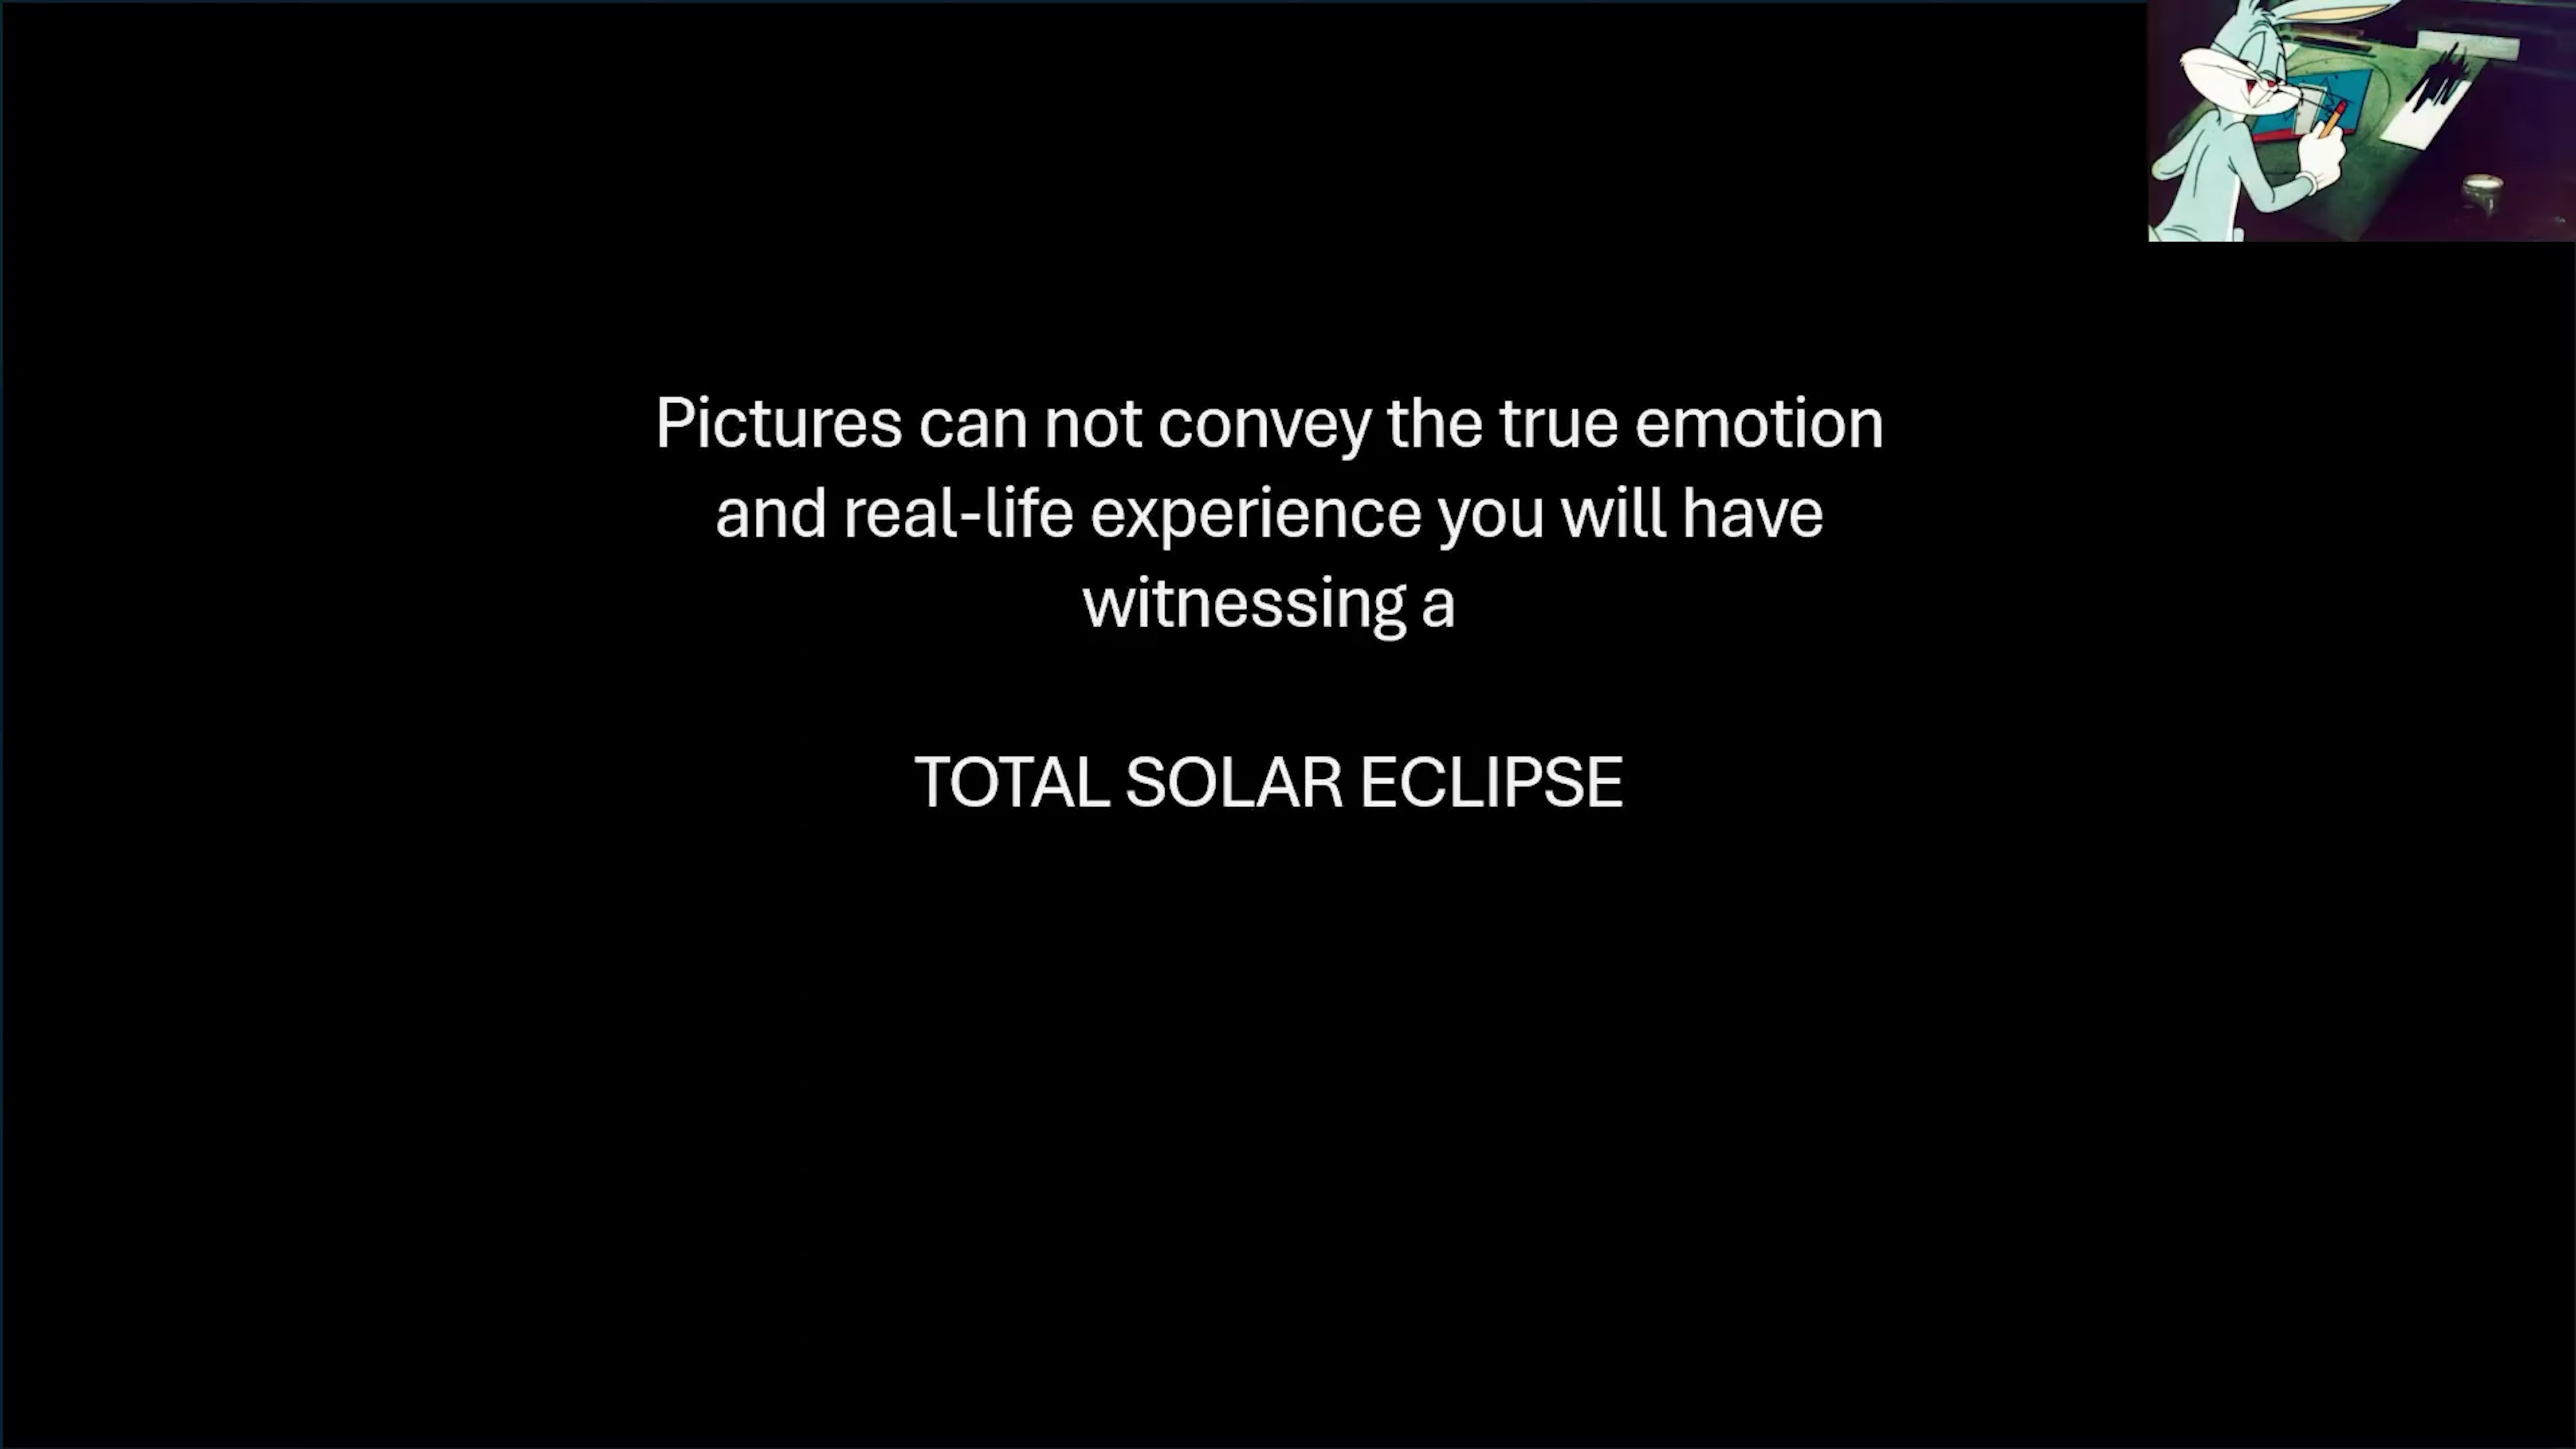 Pictures can not convey the true emotion
and real-life experience you will have
witnessing a
TOTAL SOLAR ECLIPSE